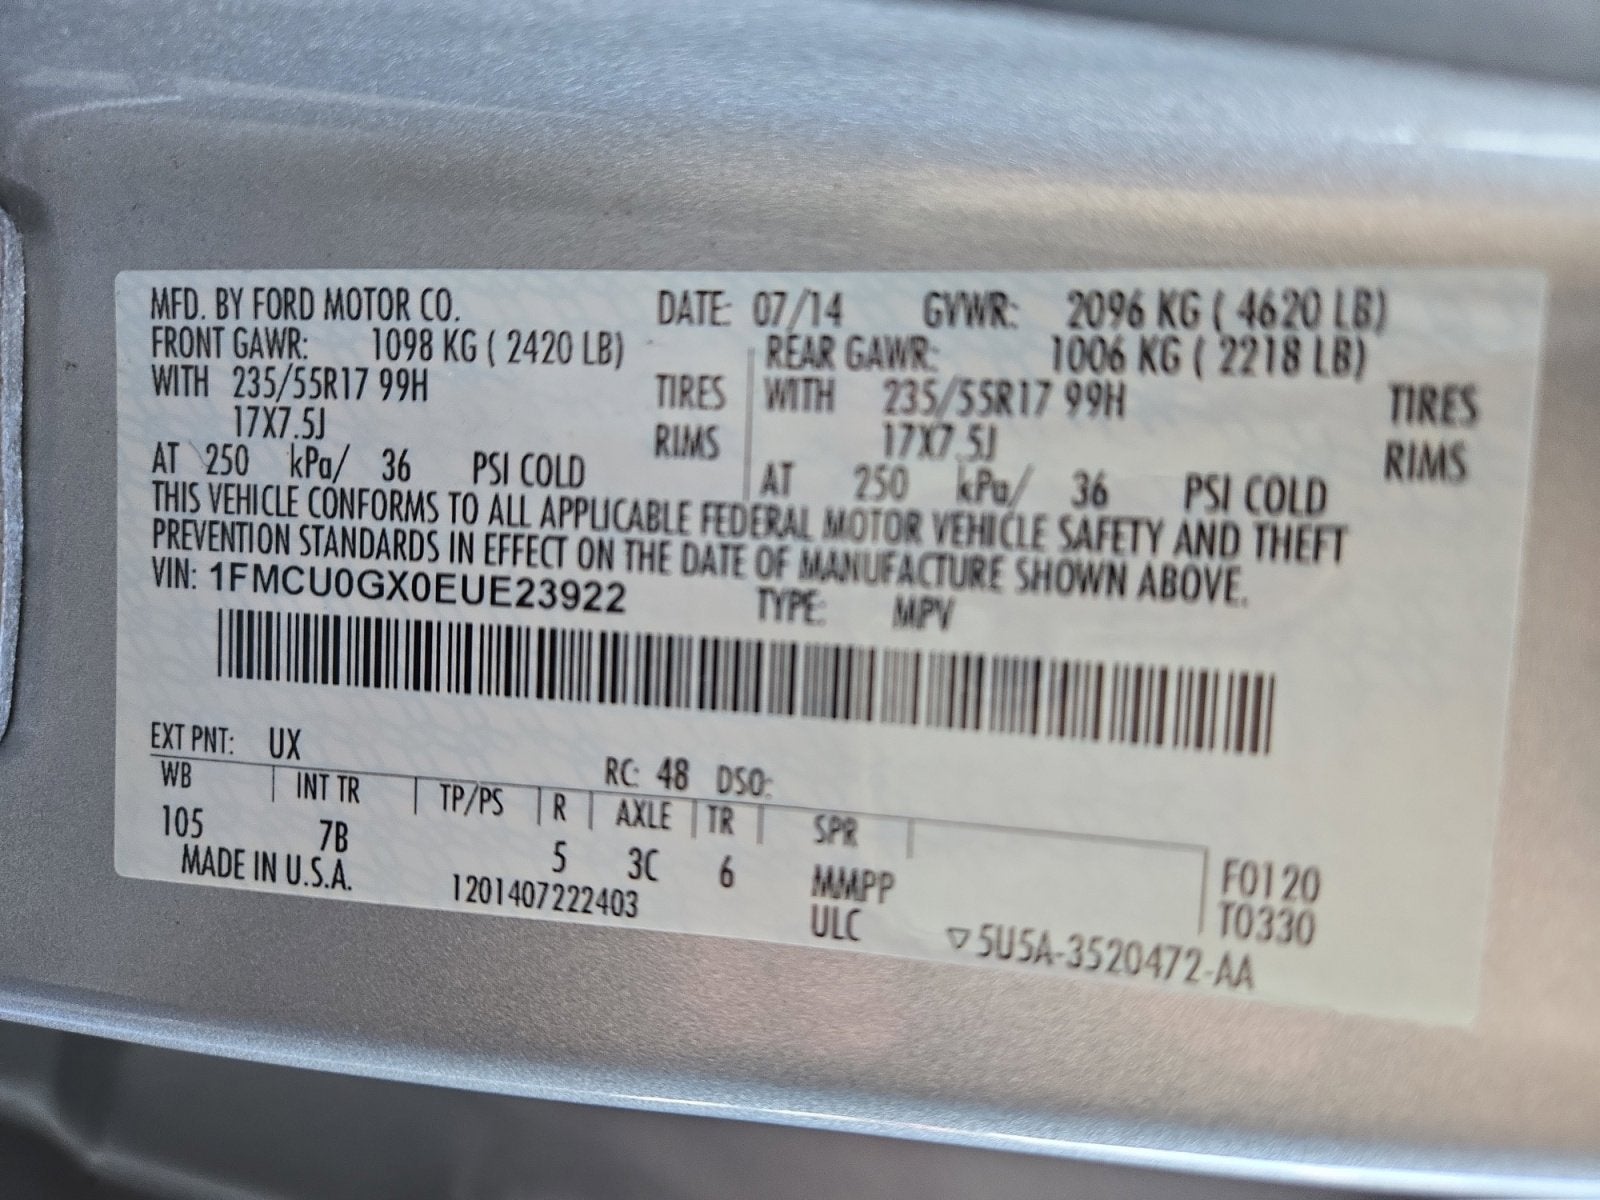 MFD. BY FORD MOTOR CO. DATE: 07/14 GVWR: 2096 KG ( 4620 LB)
FRONT GAWR: 1098 KG ( 2420 LB) REAR GAWR: 1006 KG ( 2218 LB)
WITH 235/55R17 99H TIRES WITH 235/55R17 99H TIRES
17X7.5J RIMS 17X7.5J RIMS
AT 250 kPa/ 36 PSI COLD AT 250 kPa/ 36 PSI COLD
THIS VEHICLE CONFORMS TO ALL APPLICABLE FEDERAL MOTOR VEHICLE SAFETY AND THEFT
PREVENTION STANDARDS IN EFFECT ON THE DATE OF MANUFACTURE SHOWN ABOVE.
VIN: 1FMCU0GX0EUE23922 TYPE: MPV
EXT PNT: UX RC: 48 DSO:
WB INT TR TP/PS R AXLE TR SPR
105 7B 5 3C 6 MMPP F0120
MADE IN U.S.A. 1201407222403 ULC T0330
▽5U5A-3520472-AA